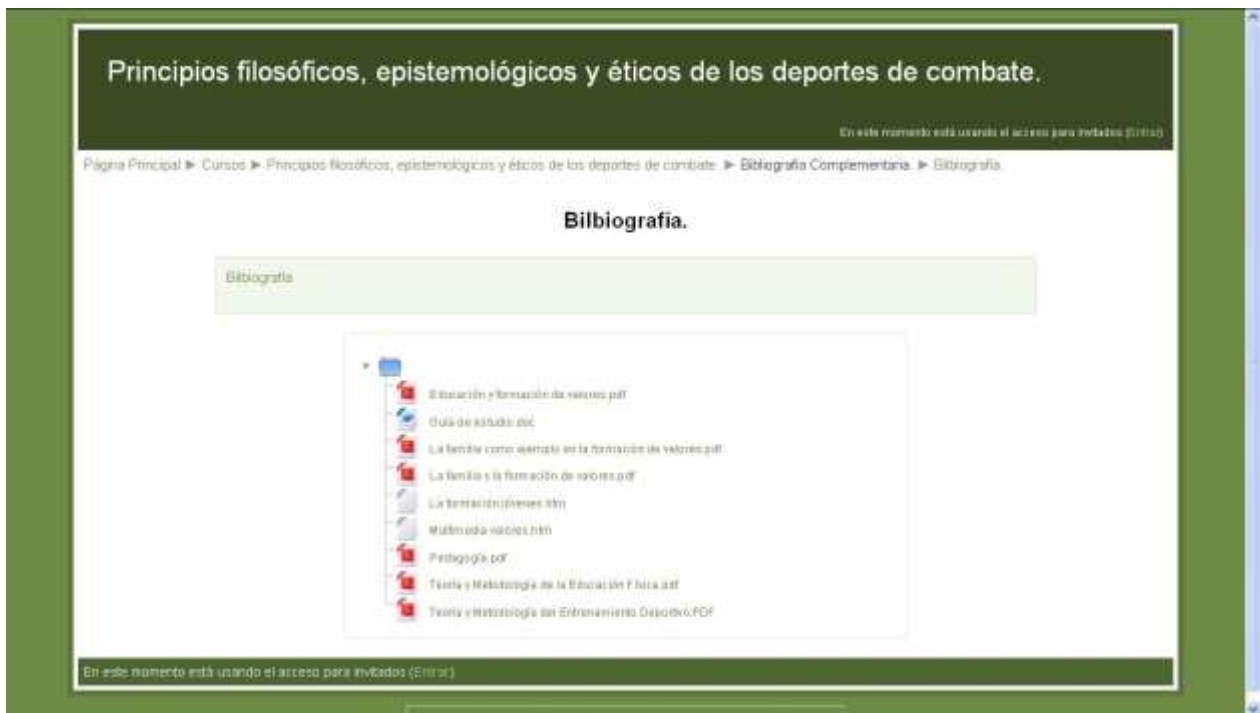 Principios filosóficos, epistemológicos y éticos de los deportes de combate.
En este momento está usando el acceso para invitados (Entrar)
Página Principal ► Cursos ► Principios filosóficos, epistemológicos y éticos de los deportes de combate. ► Bibliografía Complementaria. ► Bilbiografía.
Bilbiografía.
Bilbiografía.
Educación y formación de valores.pdf
Guía de estudio.doc
La familia como ejemplo en la formación de valores.pdf
La familia y la formación de valores.pdf
La formación jóvenes.htm
Multimedia valores.htm
Pedagogía.pdf
Teoría y Metodología de la Educación Física.pdf
Teoría y Metodología del Entrenamiento Deportivo.PDF
En este momento está usando el acceso para invitados (Entrar)